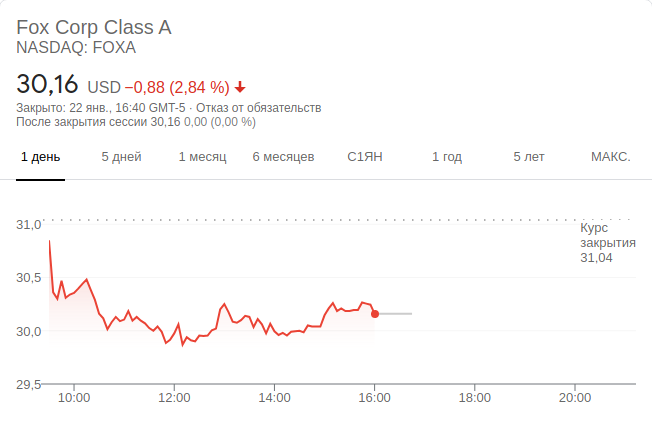 Fox Corp Class A
NASDAQ: FOXA
30,16 USD −0,88 (2,84 %)
Закрыто: 22 янв., 16:40 GMT-5 · Отказ от обязательств
После закрытия сессии 30,16 0,00 (0,00 %)
1 день 5 дней 1 месяц 6 месяцев С1ЯН 1 год 5 лет МАКС.
31,0
Курс
закрытия
31,04
30,5
30,0
29,5
10:00 12:00 14:00 16:00 18:00 20:00